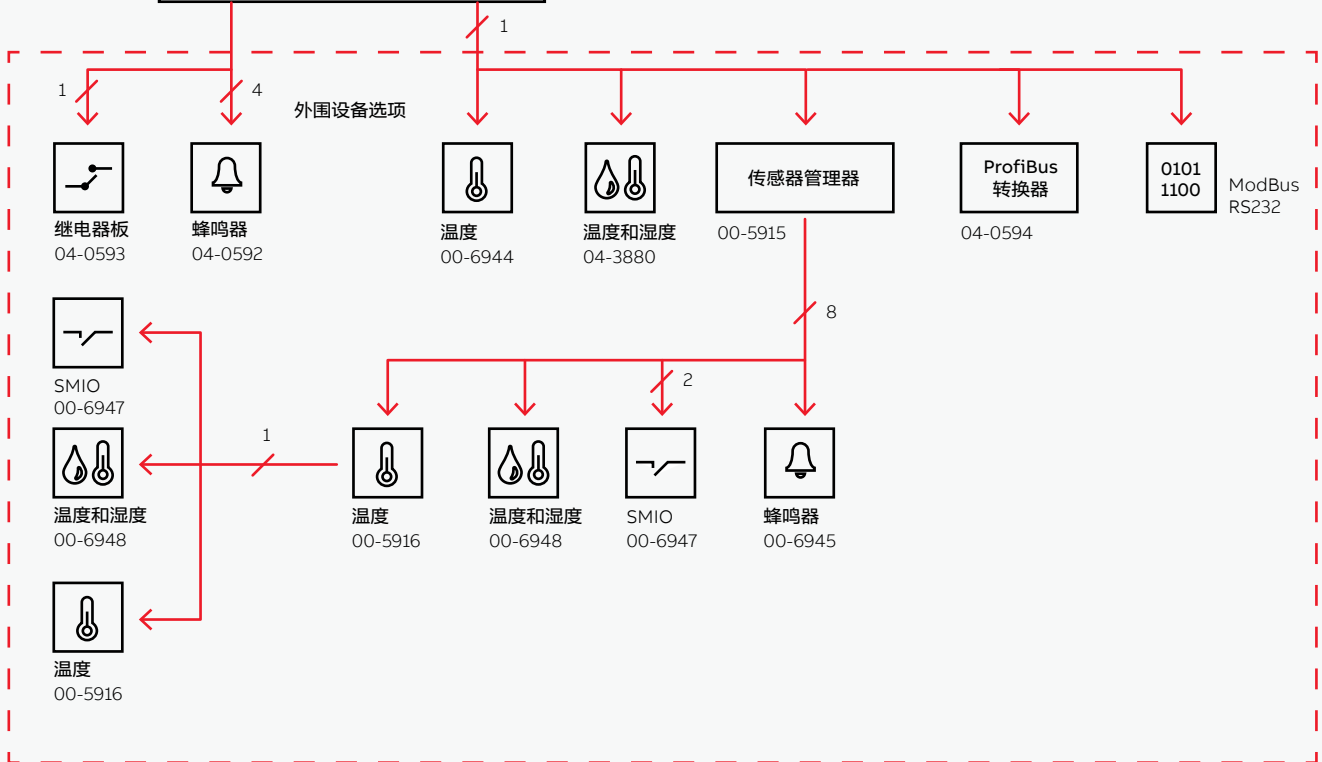 1
1
4
外围设备选项
继电器板
04-0593
蜂鸣器
04-0592
温度
00-6944
温度和湿度
04-3880
传感器管理器
00-5915
ProfiBus
转换器
04-0594
0101
1100
ModBus
RS232
8
2
SMIO
00-6947
1
温度和湿度
00-6948
温度
00-5916
温度和湿度
00-6948
SMIO
00-6947
蜂鸣器
00-6945
温度
00-5916